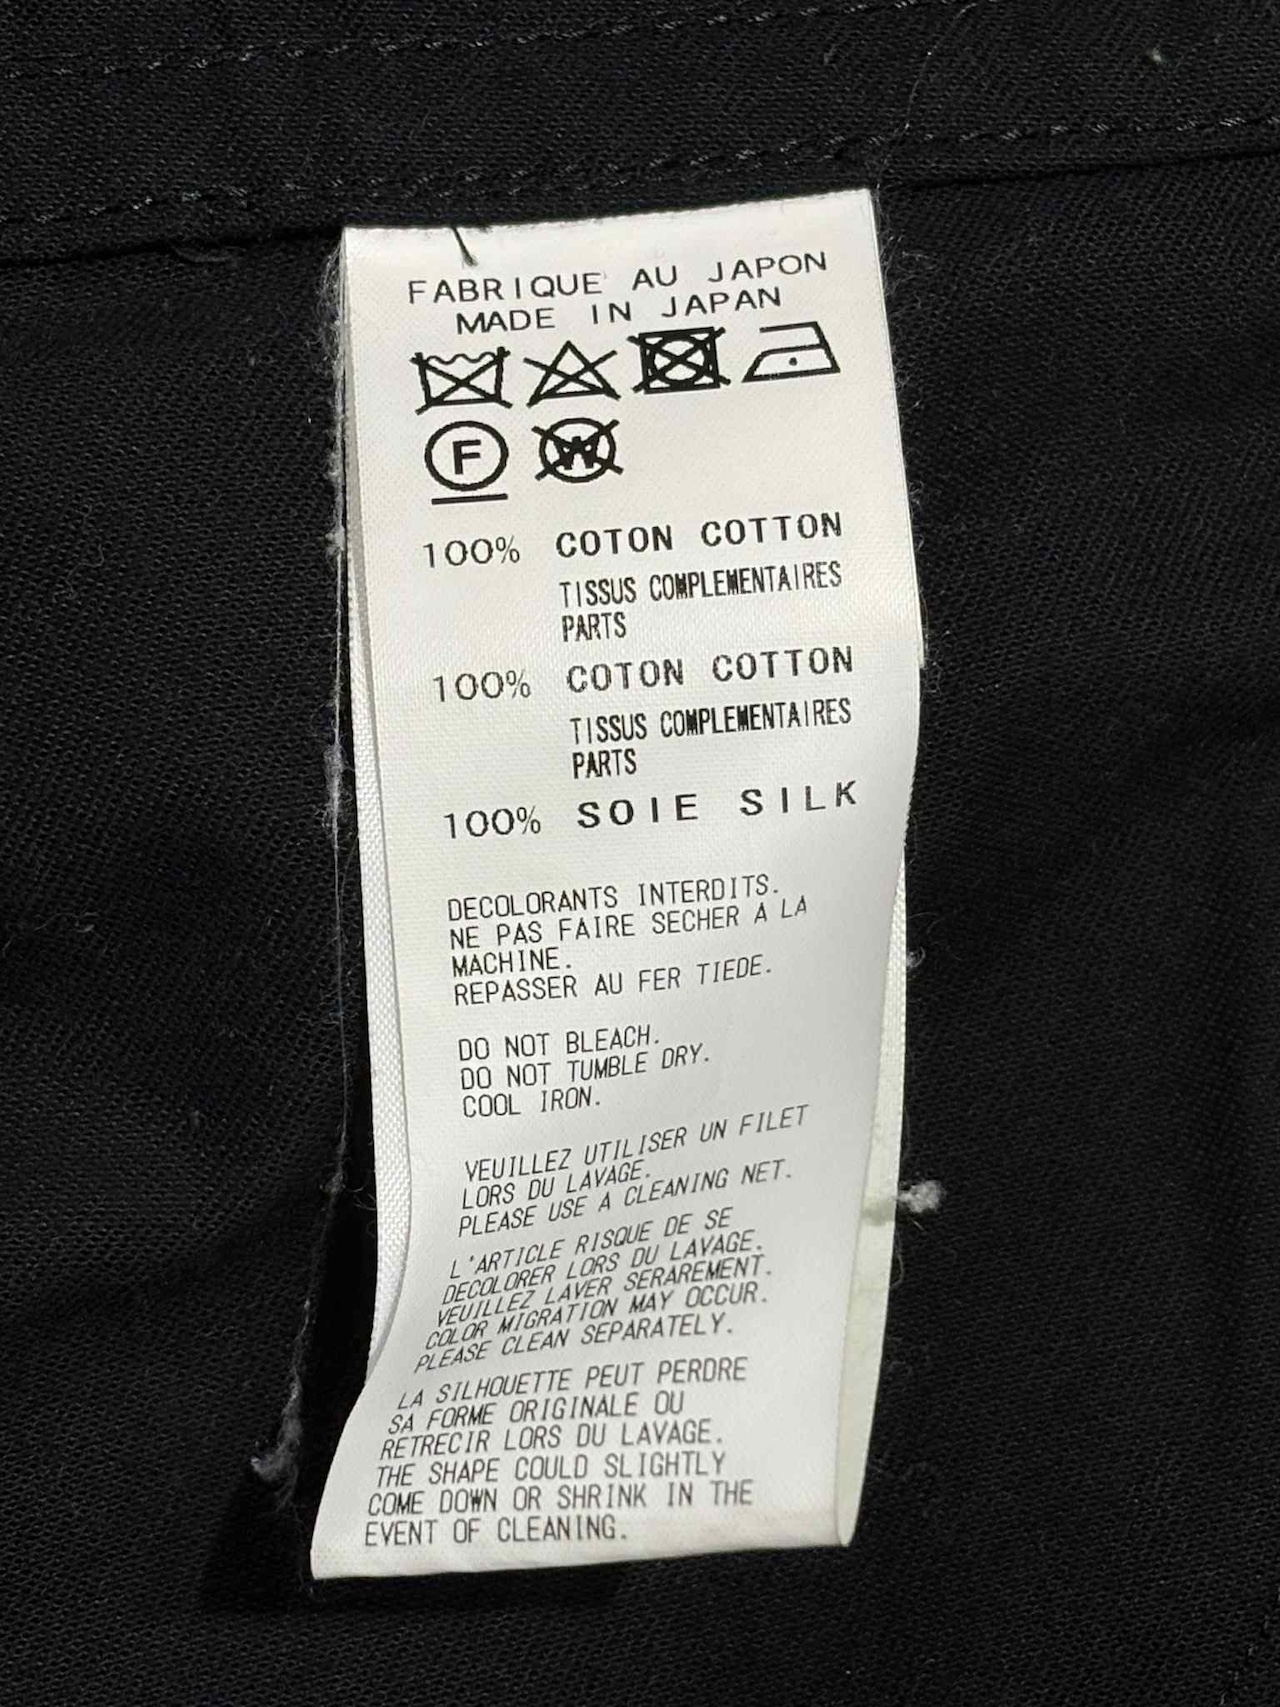 FABRIQUE AU JAPON
MADE IN JAPAN
F W
100% COTON COTTON
TISSUS COMPLEMENTAIRES
PARTS
100% COTON COTTON
TISSUS COMPLEMENTAIRES
PARTS
100% SOIE SILK
DECOLORANTS INTERDITS.
NE PAS FAIRE SECHER A LA
MACHINE.
REPASSER AU FER TIEDE.
DO NOT BLEACH.
DO NOT TUMBLE DRY.
COOL IRON.
VEUILLEZ UTILISER UN FILET
LORS DU LAVAGE.
PLEASE USE A CLEANING NET.
L'ARTICLE RISQUE DE SE
DECOLORER LORS DU LAVAGE.
VEUILLEZ LAVER SERAREMENT.
COLOR MIGRATION MAY OCCUR.
PLEASE CLEAN SEPARATELY.
LA SILHOUETTE PEUT PERDRE
SA FORME ORIGINALE OU
RETRECIR LORS DU LAVAGE.
THE SHAPE COULD SLIGHTLY
COME DOWN OR SHRINK IN THE
EVENT OF CLEANING.